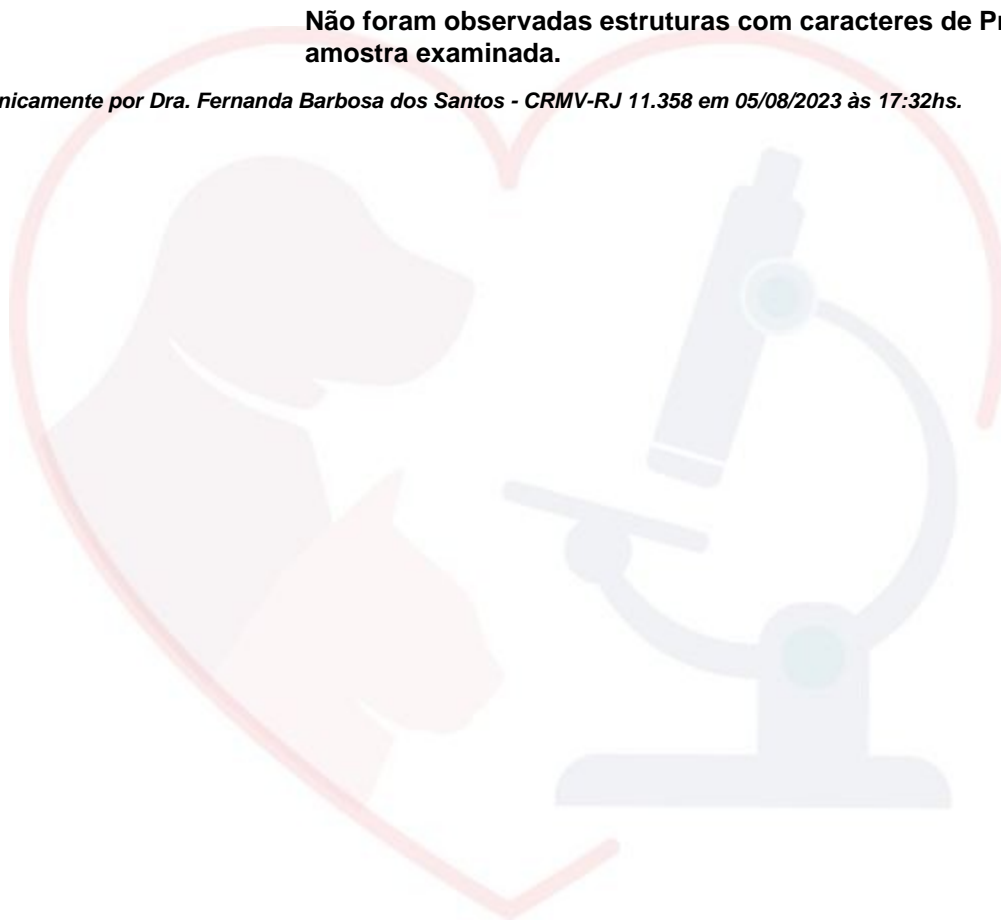 Não foram observadas estruturas com caracteres de
amostra examinada.
por Dra. Fernanda Barbosa dos Santos - CRMV-RJ 11.358 em 05/08/2023 às 17:32hs.